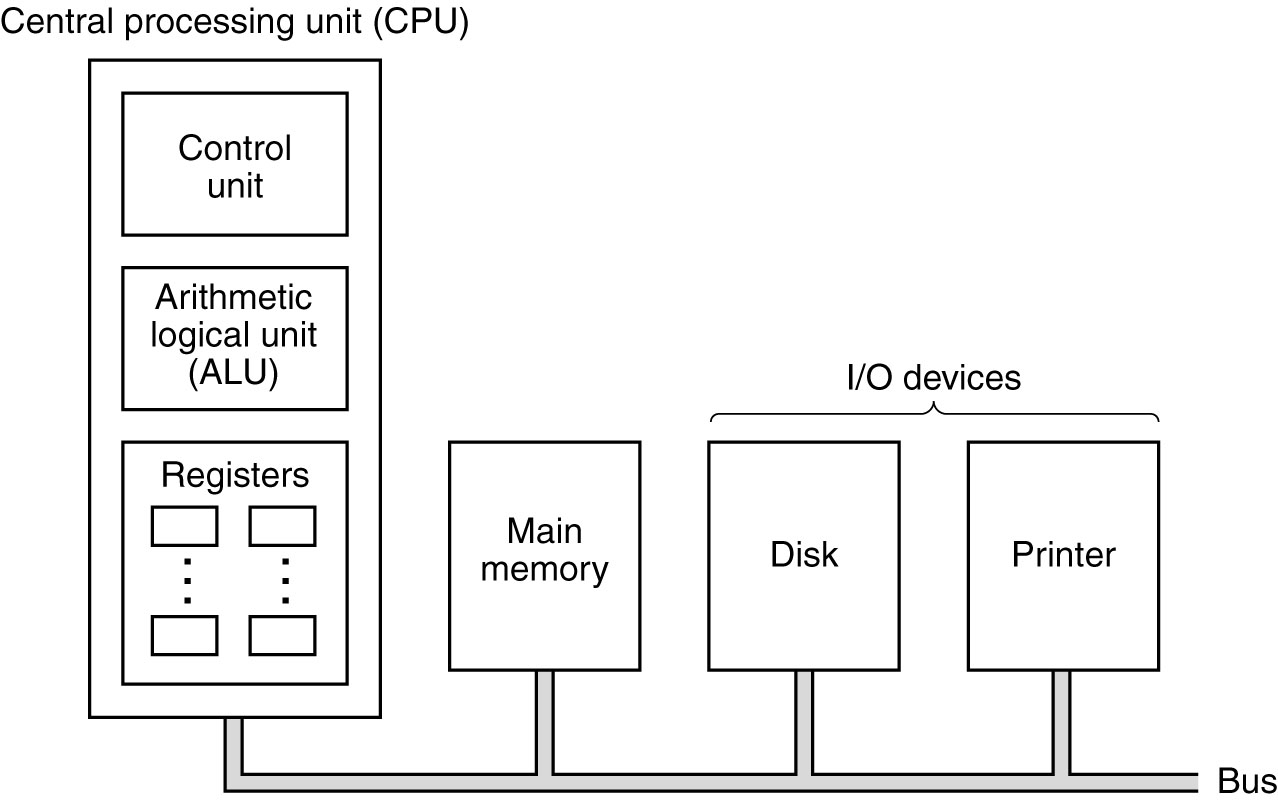 Central processing unit (CPU)
Control
unit
Arithmetic
logical unit
(ALU)
Registers
I/O devices
Main
memory
Disk
Printer
Bus